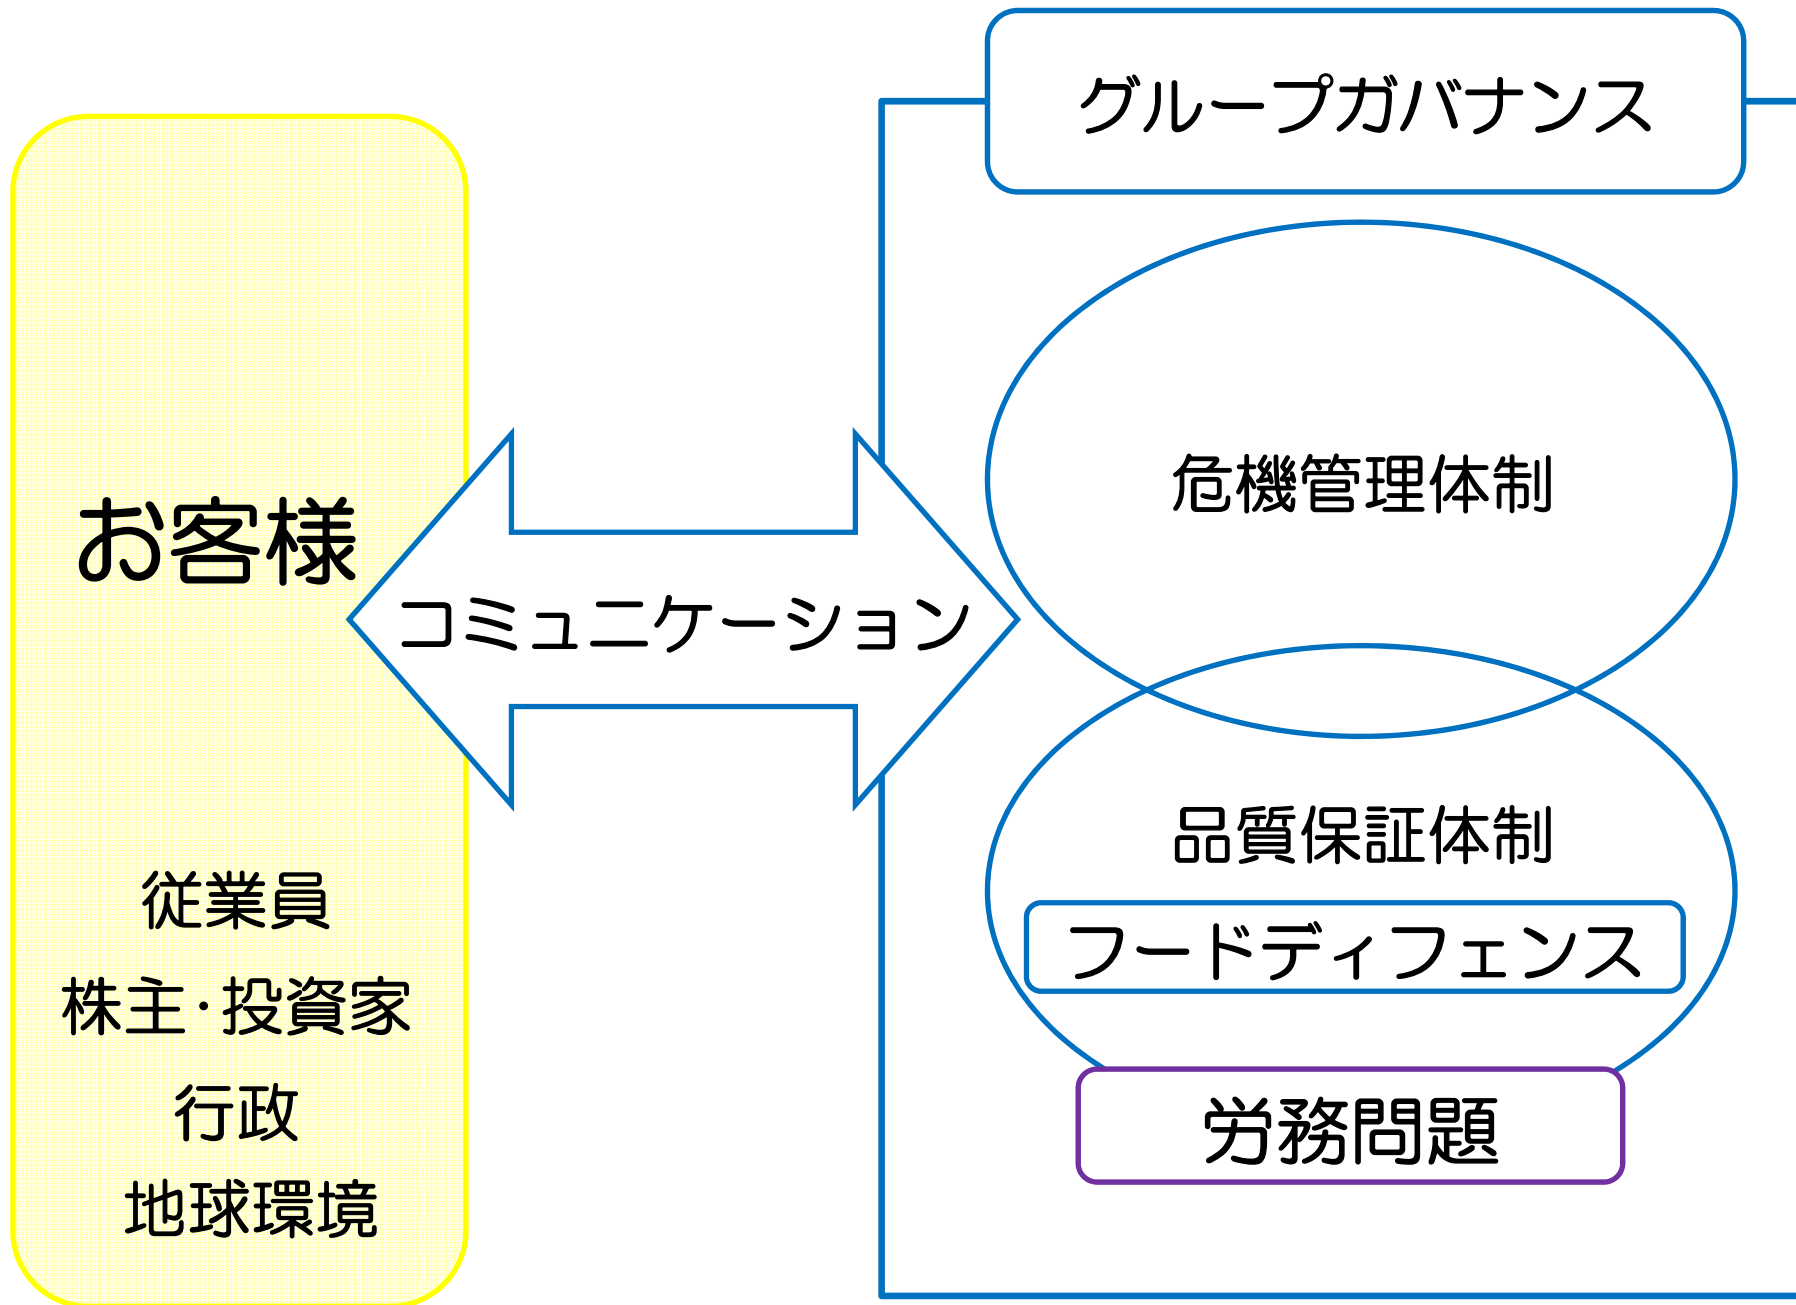 グループガバナンス
危機管理体制
お客様
コミュニケーション
品質保証体制
従業員
フードディフェンス
株主・投資家
行政
労務問題
地球環境